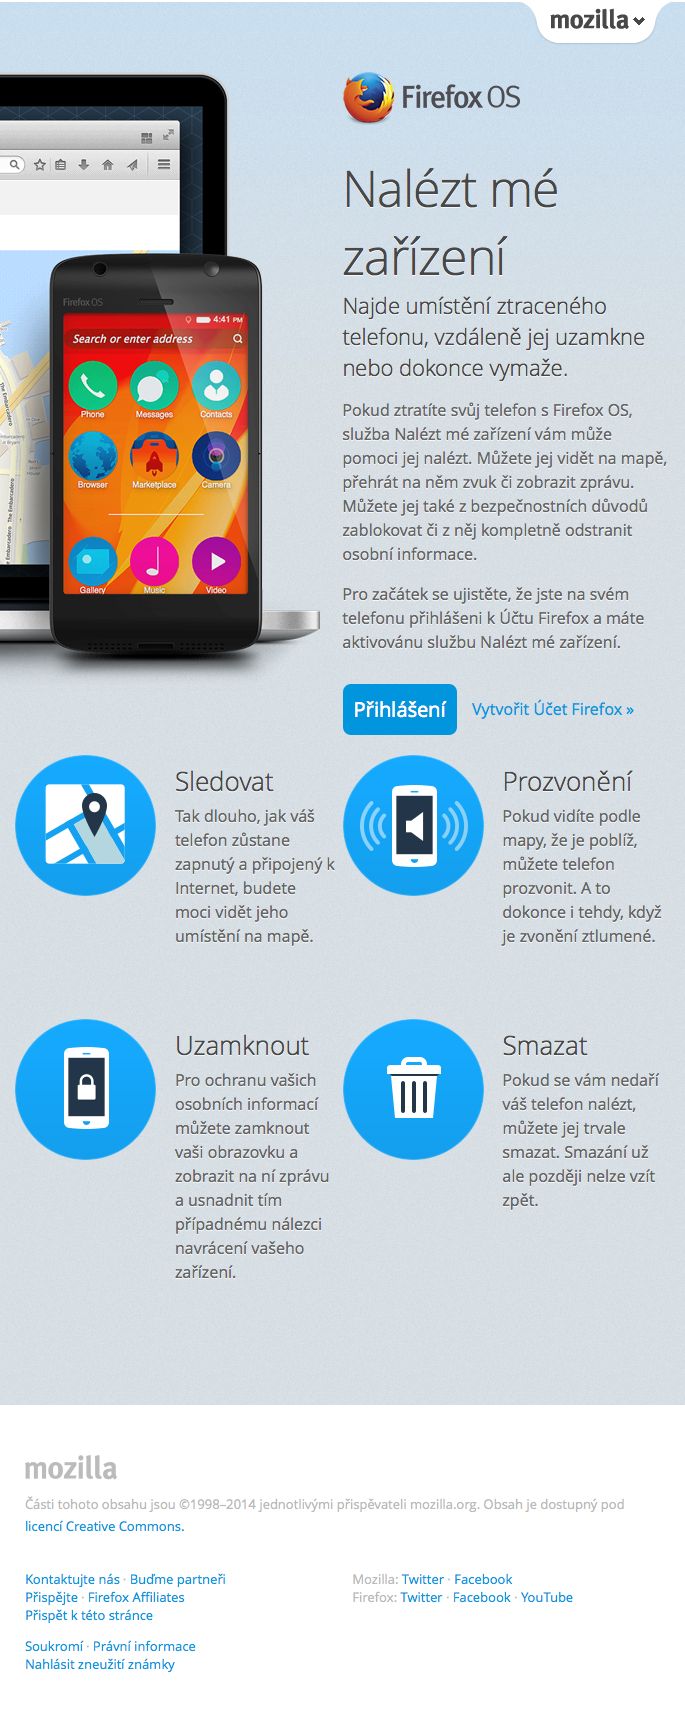 mozilla
Firefox OS
Nalézt mé
zařízení
Najde umístění ztraceného
telefonu, vzdáleně jej uzamkne
nebo dokonce vymaže.
Pokud ztratíte svůj telefon s Firefox OS,
služba Nalézt mé zařízení vám může
pomoci jej nalézt. Můžete jej vidět na mapě,
přehrát na něm zvuk či zobrazit zprávu.
Můžete jej také z bezpečnostních důvodů
zablokovat či z něj kompletně odstranit
osobní informace.
Pro začátek se ujistěte, že jste na svém
telefonu přihlášeni k Účtu Firefox a máte
aktivovánu službu Nalézt mé zařízení.
Přihlášení
Vytvořit Účet Firefox »
Firefox OS
4:41 PM
Search or enter address
Phone
Messages
Contacts
Browser
Marketplace
Camera
Gallery
Music
Video
The Embarcadero
The Embarcadero
Sledovat
Tak dlouho, jak váš
telefon zůstane
zapnutý a připojený k
Internet, budete
moci vidět jeho
umístění na mapě.
Prozvonění
Pokud vidíte podle
mapy, že je poblíž,
můžete telefon
prozvonit. A to
dokonce i tehdy, když
je zvonění ztlumené.
Uzamknout
Pro ochranu vašich
osobních informací
můžete zamknout
vaši obrazovku a
zobrazit na ní zprávu
a usnadnit tím
případnému nálezci
navrácení vašeho
zařízení.
Smazat
Pokud se vám nedaří
váš telefon nalézt,
můžete jej trvale
smazat. Smazání už
ale později nelze vzít
zpět.
mozilla
Části tohoto obsahu jsou ©1998–2014 jednotlivými přispěvateli mozilla.org. Obsah je dostupný pod
licencí Creative Commons.
Kontaktujte nás · Buďme partneři
Přispějte · Firefox Affiliates
Přispět k této stránce
Soukromí · Právní informace
Nahlásit zneužití známky
Mozilla: Twitter · Facebook
Firefox: Twitter · Facebook · YouTube